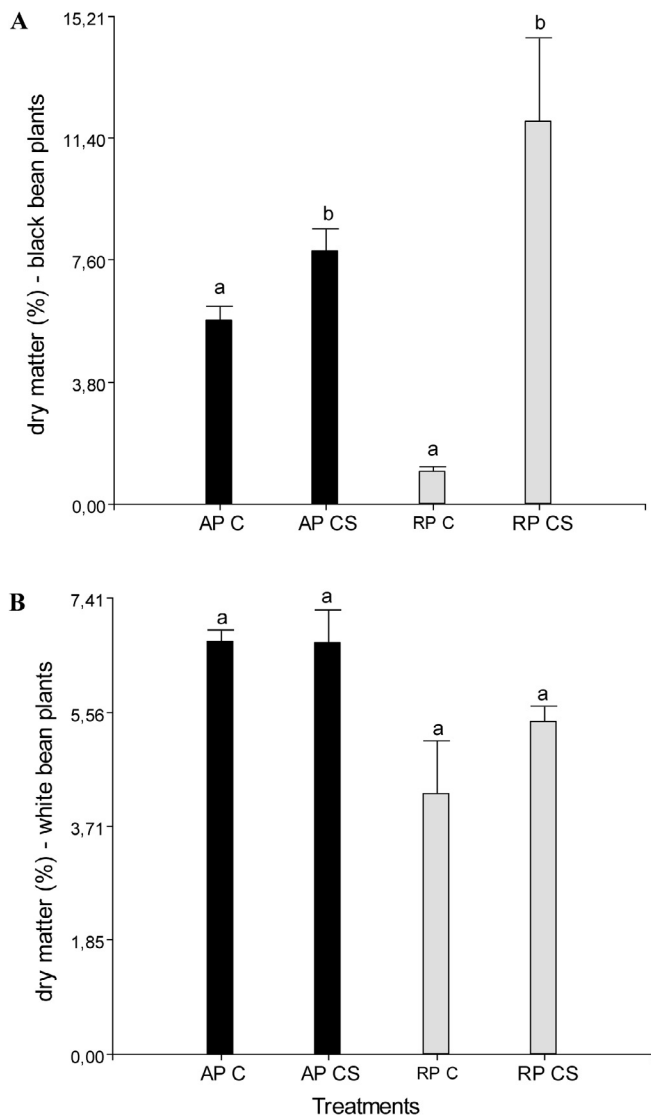 A
dry matter (%) - black bean plants
15,21
11,40
7,60
3,80
0,00
a
b
a
b
AP C
AP CS
RP C
RP CS
B
dry matter (%) - white bean plants
7,41
5,56
3,71
1,85
0,00
a
a
a
a
AP C
AP CS
RP C
RP CS
Treatments